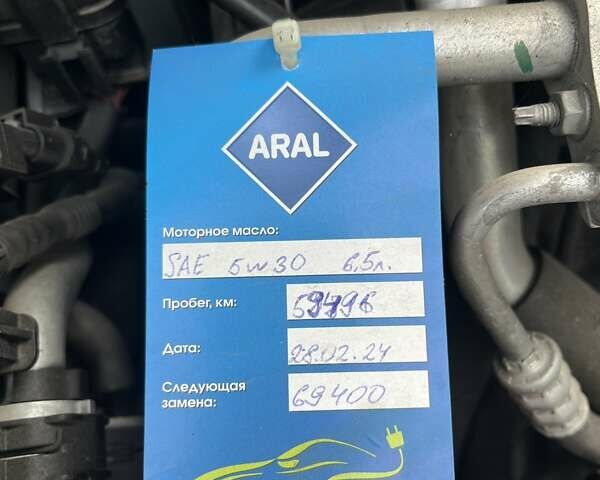 ARAL
Моторное масло:
SAE 5W30 6,5л.
Пробег, км:
Дата:
28.02.24
Следующая
замена:
69400